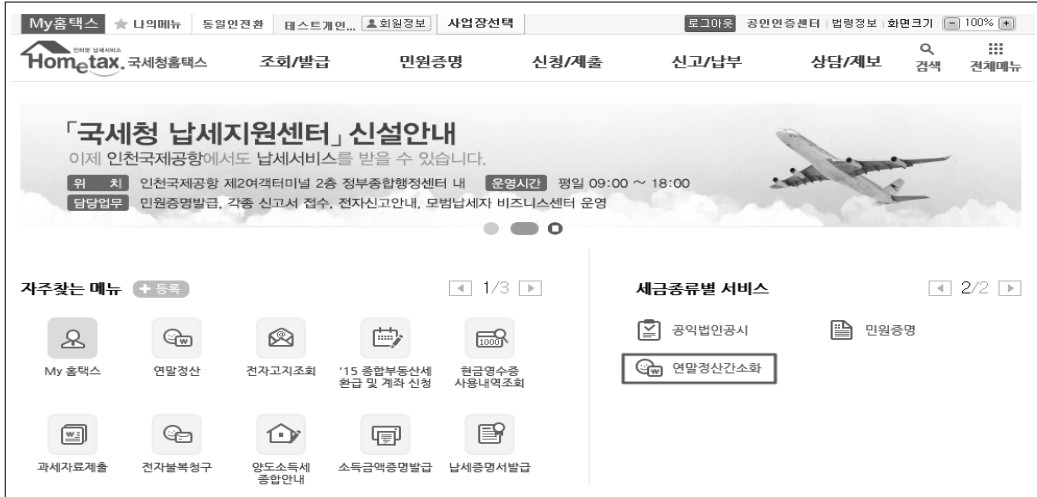 My홈택스 ★ 나의메뉴 동일인전환 테스트개인... 회원정보 사업장선택 로그아웃 공인인증센터 법령정보 화면크기 - 100% +
인터넷 납세서비스
Hometax. 국세청홈택스 조회/발급 민원증명 신청/제출 신고/납부 상담/제보 검색 전체메뉴
「국세청 납세지원센터」 신설안내
이제 인천국제공항에서도 납세서비스를 받을 수 있습니다.
위 치 인천국제공항 제2여객터미널 2층 정부종합행정센터 내 운영시간 평일 09:00 ~ 18:00
담당업무 민원증명발급, 각종 신고서 접수, 전자신고안내, 모범납세자 비즈니스센터 운영
자주찾는 메뉴 + 등록 1/3
My 홈택스 연말정산 전자고지조회 '15 종합부동산세 환급 및 계좌 신청 현금영수증 사용내역조회
과세자료제출 전자불복청구 양도소득세 종합안내 소득금액증명발급 납세증명서발급
세금종류별 서비스 2/2
공익법인공시 민원증명
연말정산간소화